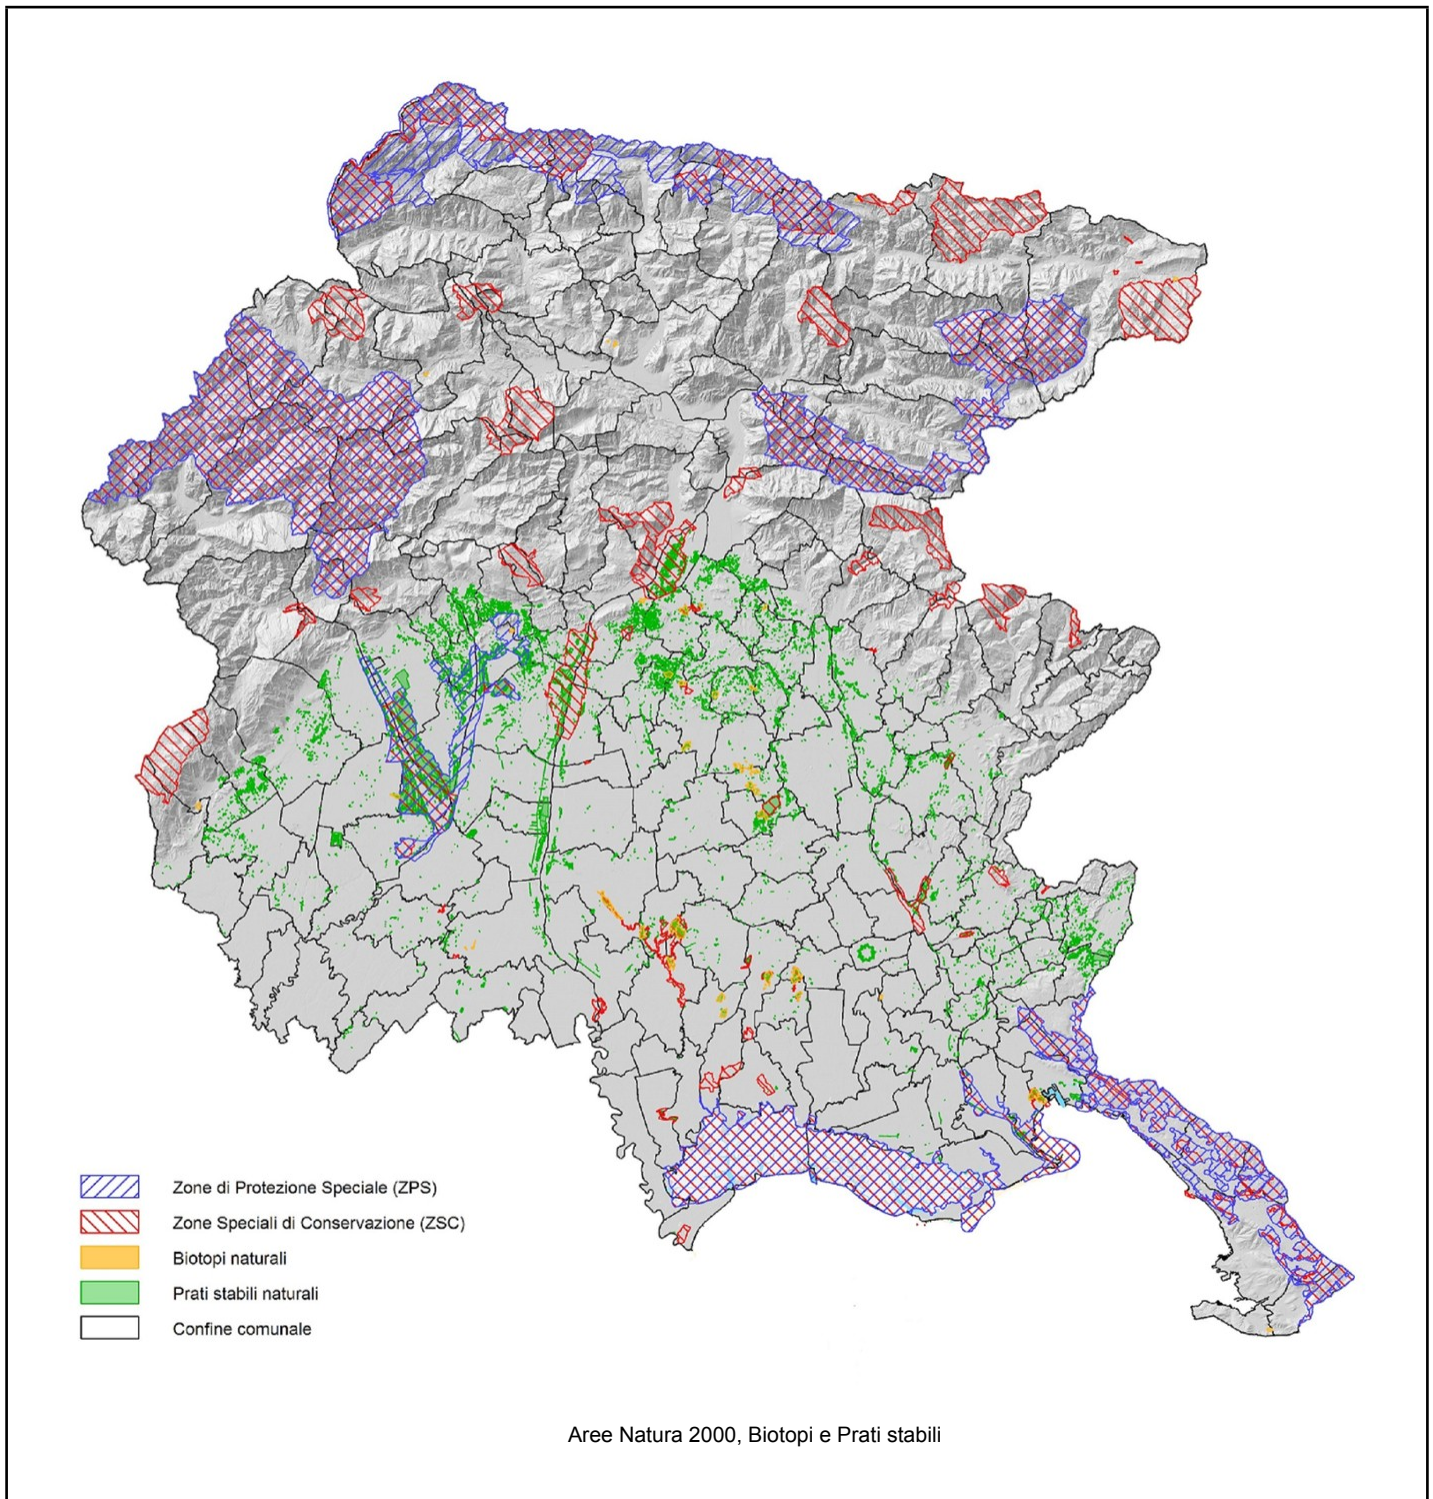 Zone di Protezione Speciale (ZPS)
Zone Speciali di Conservazione (ZSC)
Biotopi naturali
Prati stabili naturali
Confine comunale
Aree Natura 2000, Biotopi e Prati stabili